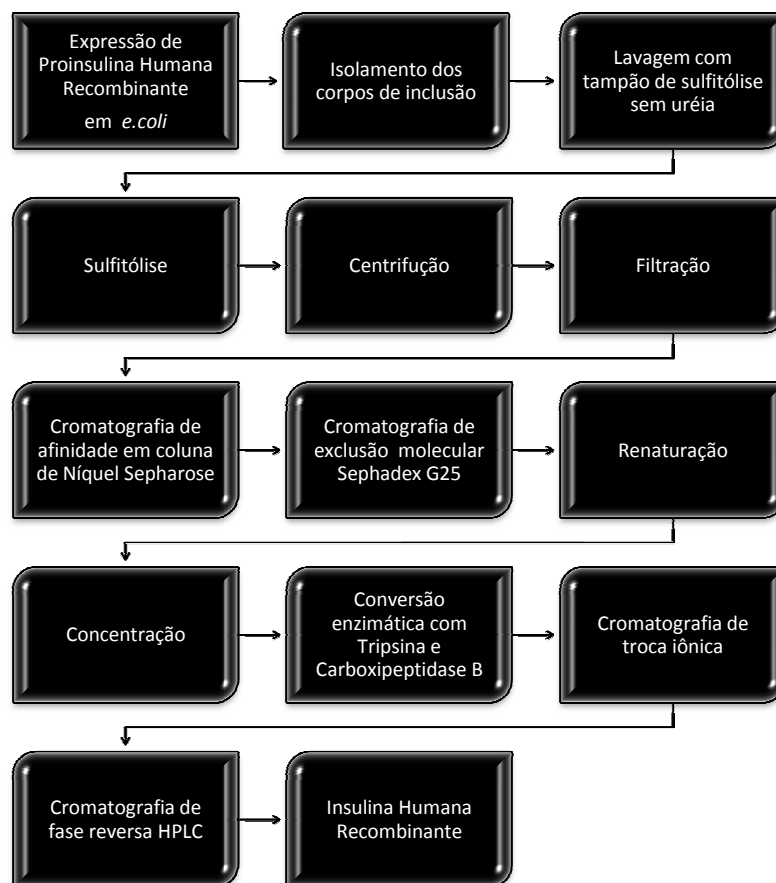 Expressão de
Proinsulina Humana
Recombinante
em e.coli
Isolamento dos
corpos de inclusão
Lavagem com
tampão de sulfitólise
sem uréia
Sulfitólise
Centrifução
Filtração
Cromatografia de
afinidade em coluna
de Níquel Sepharose
Cromatografia de
exclusão molecular
Sephadex G25
Renaturação
Concentração
Conversão
enzimática com
Tripsina e
Carboxipeptidase B
Cromatografia de
troca iônica
Cromatografia de
fase reversa HPLC
Insulina Humana
Recombinante